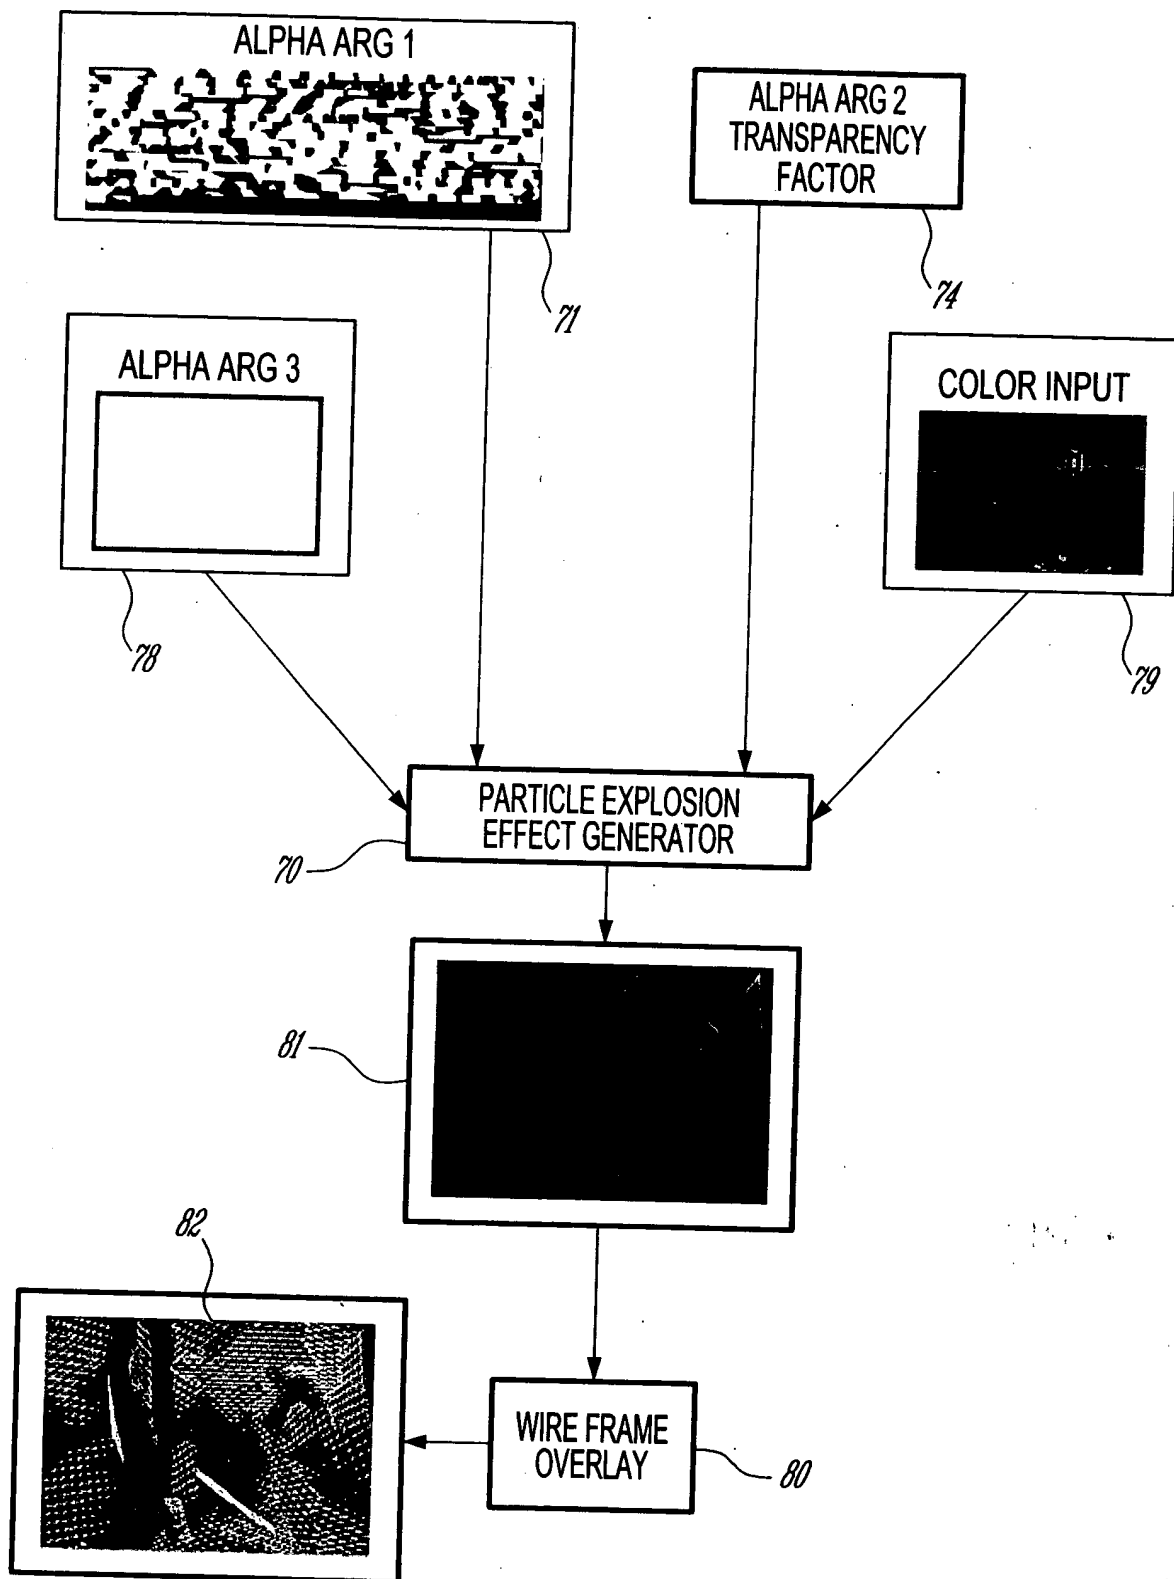 ALPHA ARG 1
71
ALPHA ARG 2
TRANSPARENCY
FACTOR
74
ALPHA ARG 3
78
COLOR INPUT
79
PARTICLE EXPLOSION
EFFECT GENERATOR
70
81
82
WIRE FRAME
OVERLAY
80